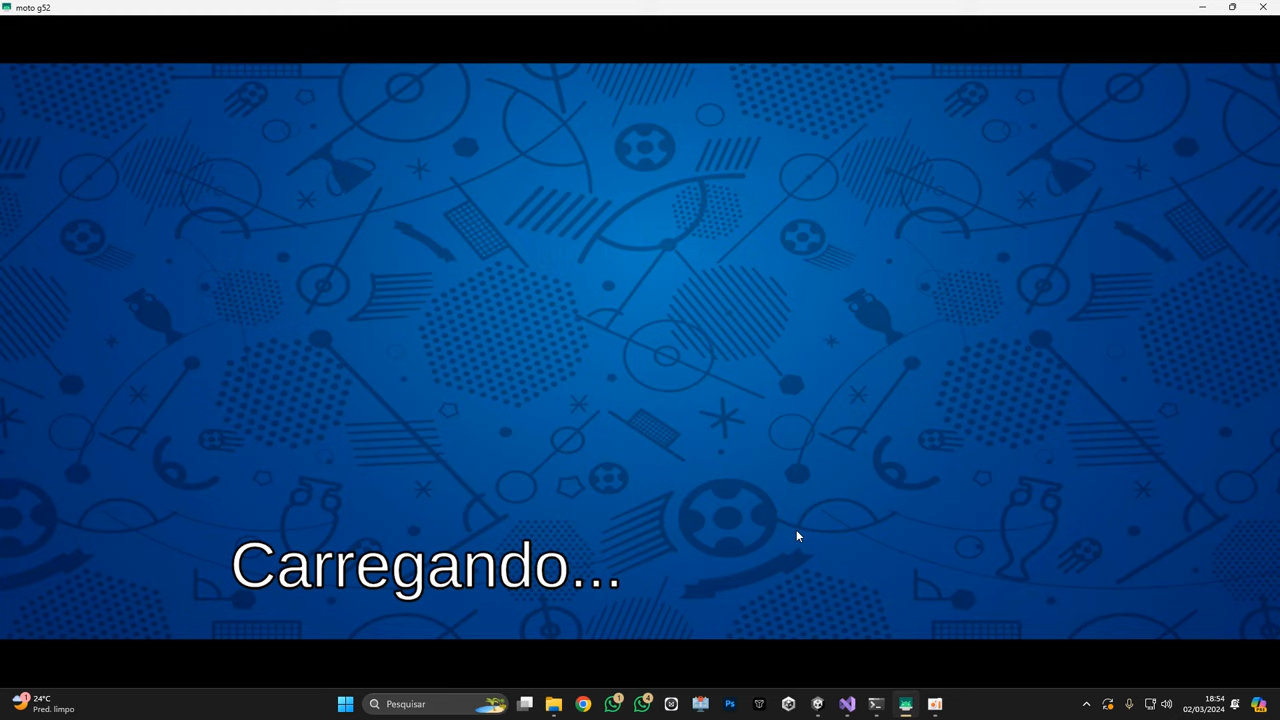 moto g52
Carregando...
24°C
Pred. limpo
Pesquisar
18:54
02/03/2024